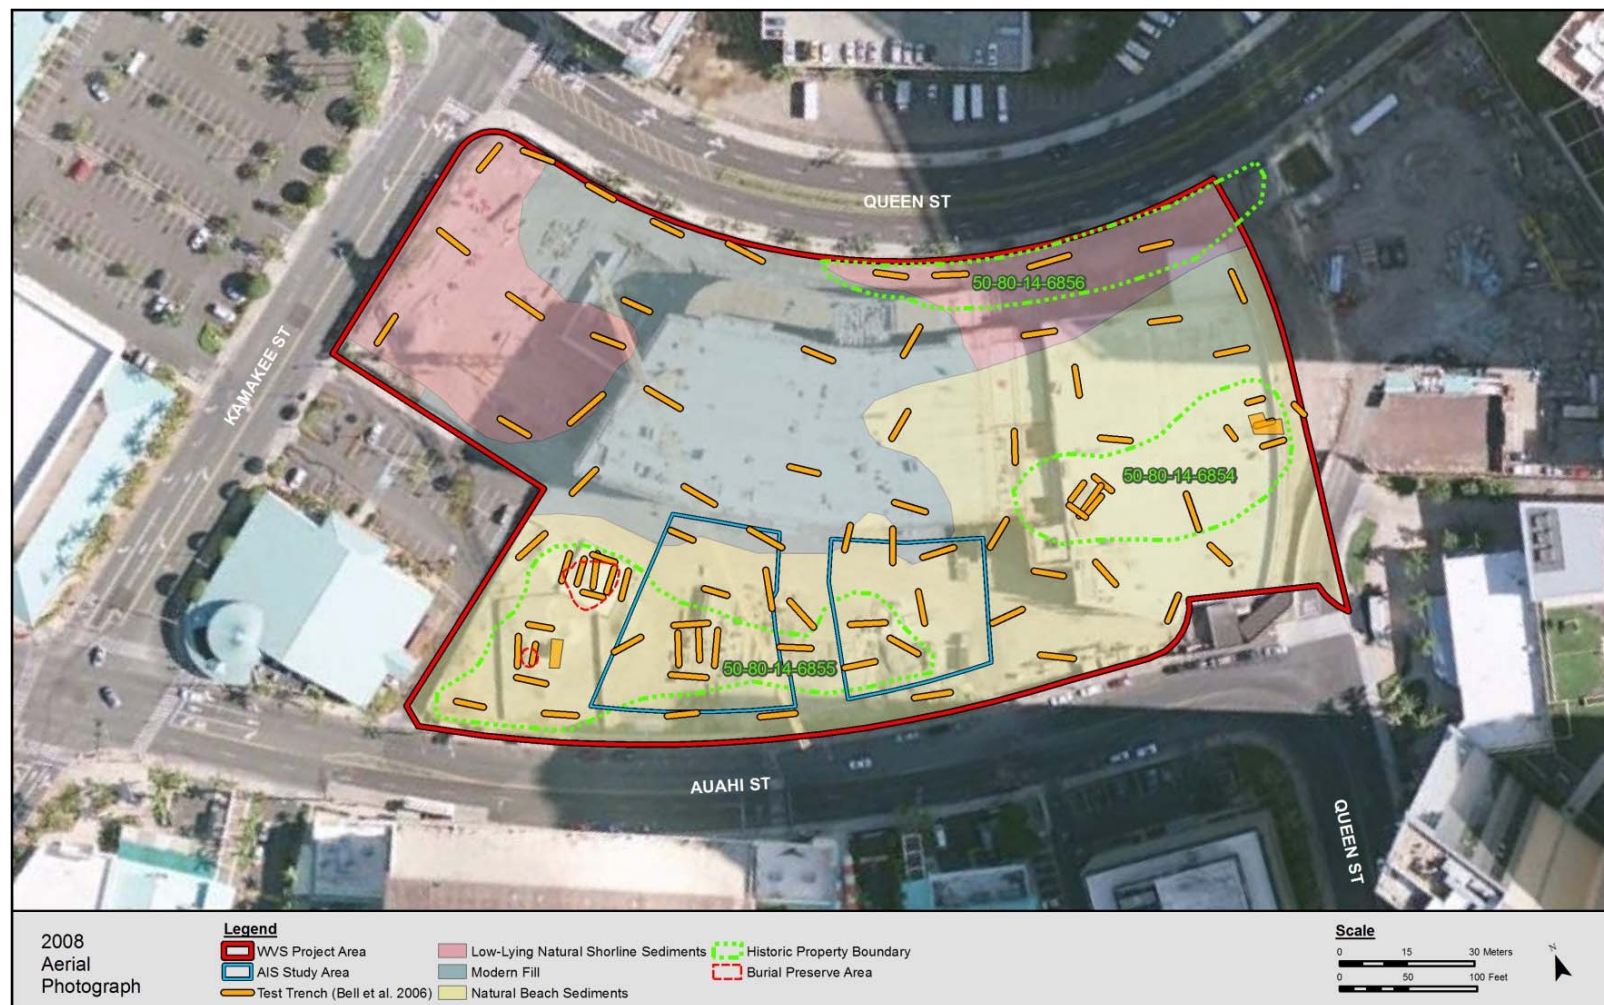 QUEEN ST
50-80-14-6856
KAMAKEE ST
50-80-14-6854
50-80-14-6855
AUAHI ST
QUEEN ST
2008
Aerial
Photograph
Legend
WVS Project Area
AIS Study Area
Test Trench (Bell et al. 2006)
Low-Lying Natural Shorline Sediments
Modern Fill
Natural Beach Sediments
Historic Property Boundary
Burial Preserve Area
Scale
0 15 30 Meters
0 50 100 Feet
N